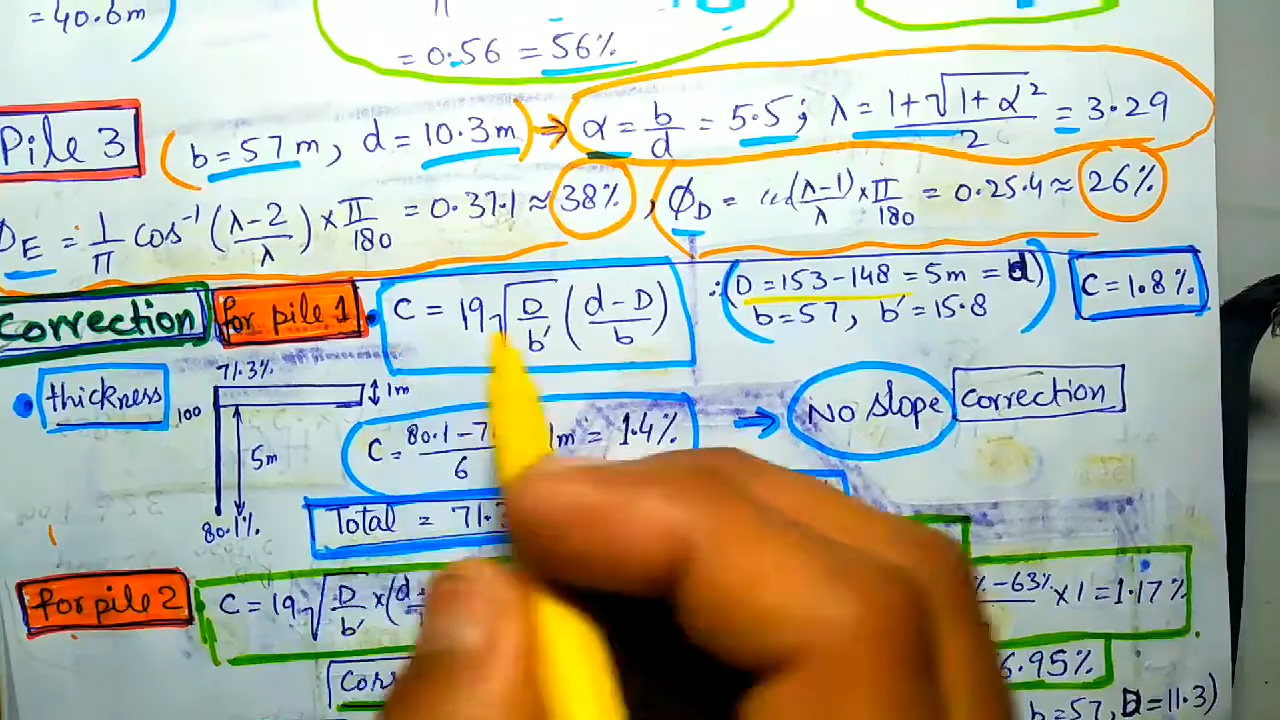 = 40.6m
= 0.56 = 56%
Pile 3 (b = 57m, d = 10.3m) → α = b/d = 5.5; λ = 1+√1+α²/2 = 3.29
E = 1/π cos⁻¹ (λ-2/λ) × π/180 = 0.37.1 ≈ 38%, ϕD = (λ-1/λ) × π/180 = 0.25.4 ≈ 26%
Correction for pile 1 C = 19√D/b' (d-D/b) ∵ (D = 153-148 = 5m = d) C = 1.8%
b = 57, b' = 15.8
71.3%
thickness 100 1m
5m C = 80.1-7 1m = 1.4% → No slope correction
6
80.1% Total = 71.
for pile 2 C = 19√D/b' × (d %-63% × 1 = 1.17%
6.95%
b = 57, D = 11.3)